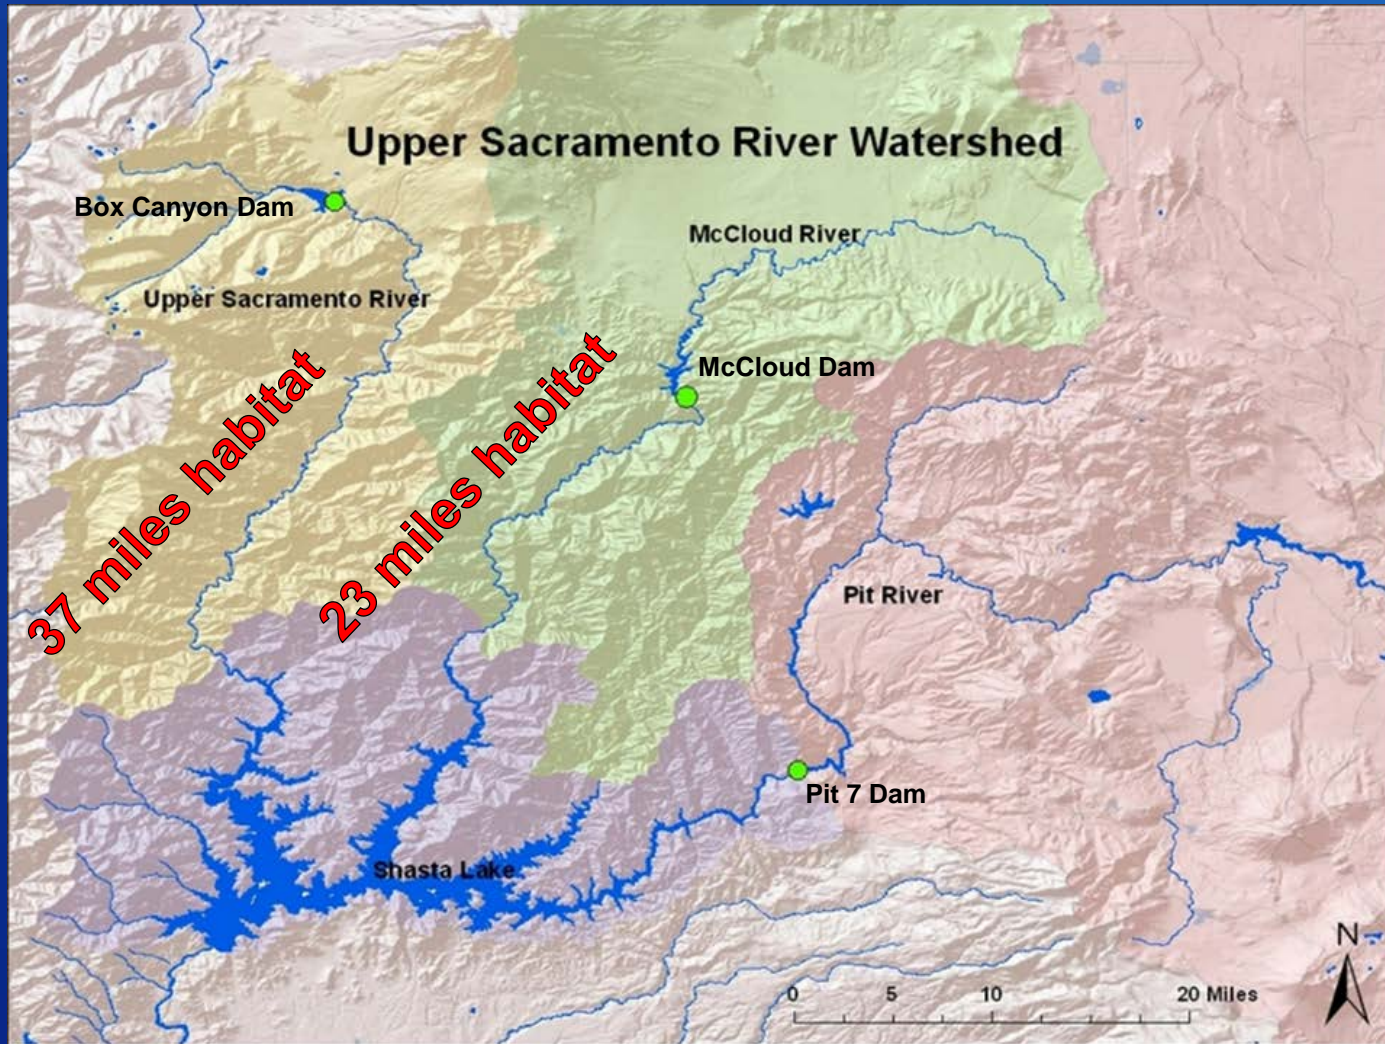 Upper Sacramento River Watershed
Box Canyon Dam
McCloud River
Upper Sacramento River
McCloud Dam
37 miles habitat
23 miles habitat
Pit River
Pit 7 Dam
Shasta Lake
N
0 5 10 20 Miles